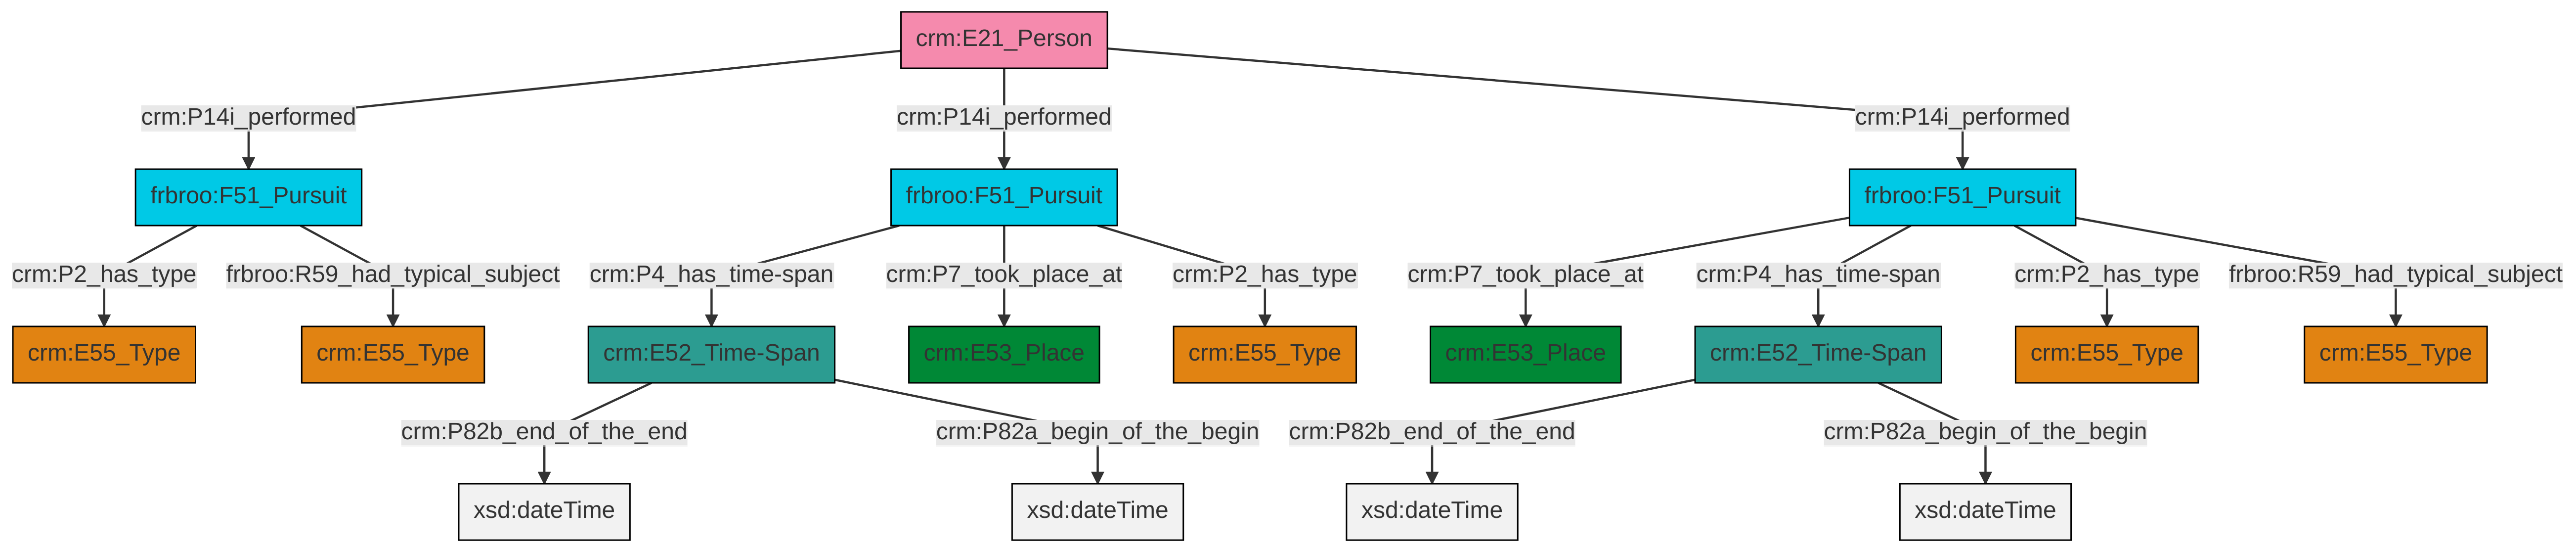 crm:E21_Person
crm:P14i_performed crm:P14i_performed crm:P14i_performed
frbroo:F51_Pursuit frbroo:F51_Pursuit frbroo:F51_Pursuit
crm:P2_has_type frbroo:R59_had_typical_subject crm:P4_has_time-span crm:P7_took_place_at crm:P2_has_type crm:P7_took_place_at crm:P4_has_time-span crm:P2_has_type frbroo:R59_had_typical_subject
crm:E55_Type crm:E55_Type crm:E52_Time-Span crm:E53_Place crm:E55_Type crm:E53_Place crm:E52_Time-Span crm:E55_Type crm:E55_Type
crm:P82b_end_of_the_end crm:P82a_begin_of_the_begin crm:P82b_end_of_the_end crm:P82a_begin_of_the_begin
xsd:dateTime xsd:dateTime xsd:dateTime xsd:dateTime